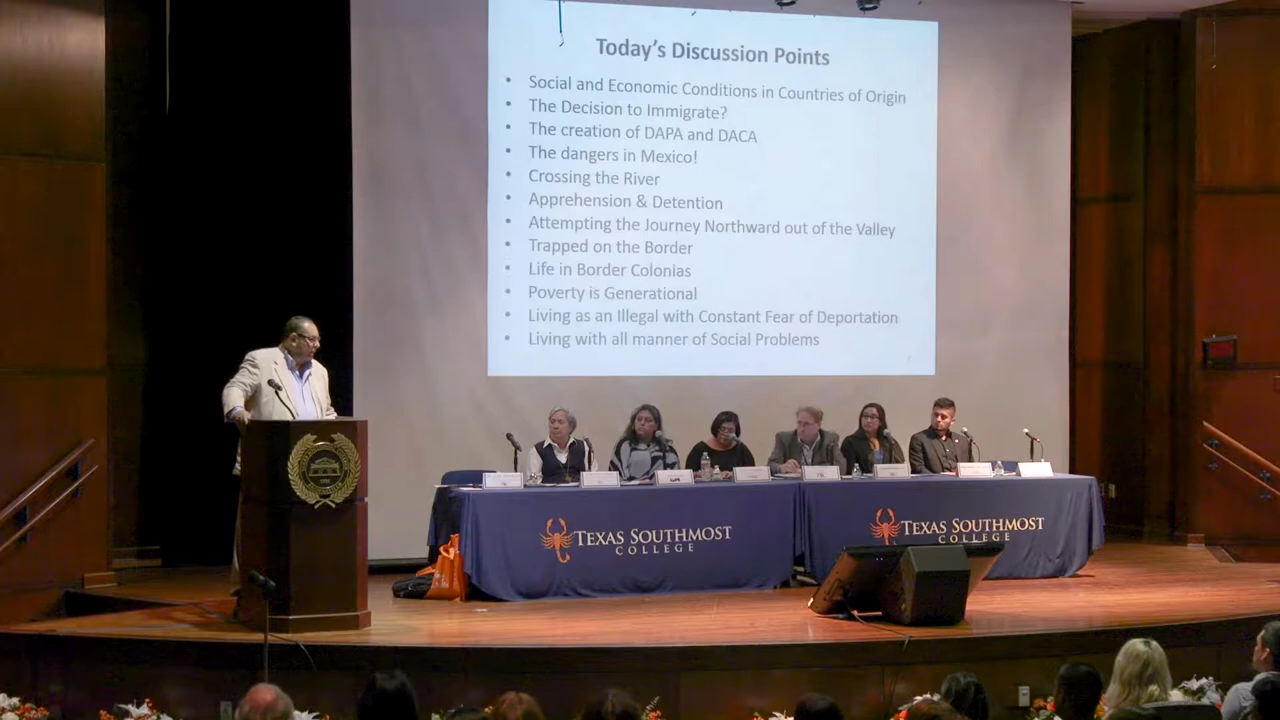 Today's Discussion Points
• Social and Economic Conditions in Countries of Origin
• The Decision to Immigrate?
• The creation of DAPA and DACA
• The dangers in Mexico!
• Crossing the River
• Apprehension & Detention
• Attempting the Journey Northward out of the Valley
• Trapped on the Border
• Life in Border Colonias
• Poverty is Generational
• Living as an Illegal with Constant Fear of Deportation
• Living with all manner of Social Problems
TEXAS SOUTHMOST
COLLEGE
TEXAS SOUTHMOST
COLLEGE